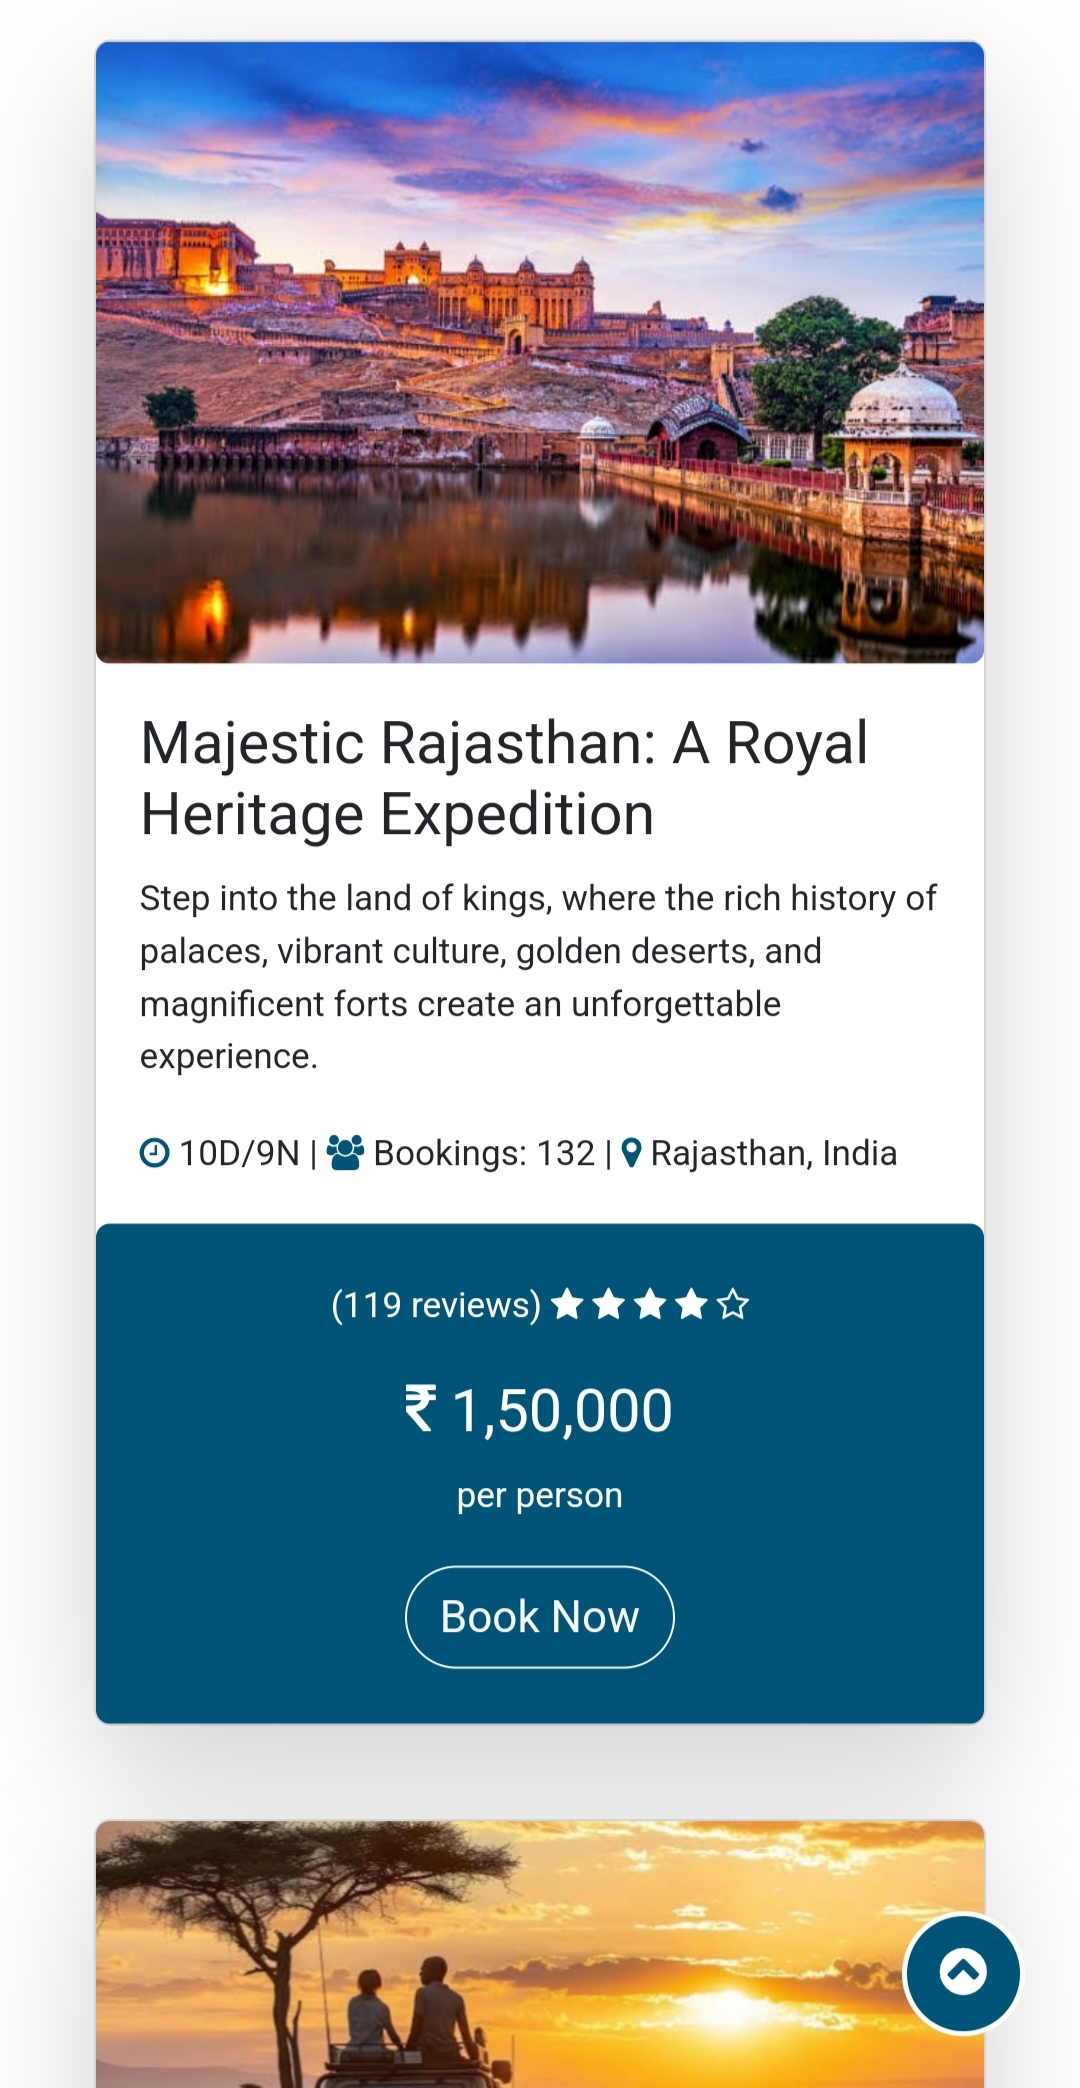 Majestic Rajasthan: A Royal
Heritage Expedition
Step into the land of kings, where the rich history of
palaces, vibrant culture, golden deserts, and
magnificent forts create an unforgettable
experience.
10D/9N | Bookings: 132 | Rajasthan, India
(119 reviews)
₹ 1,50,000
per person
Book Now